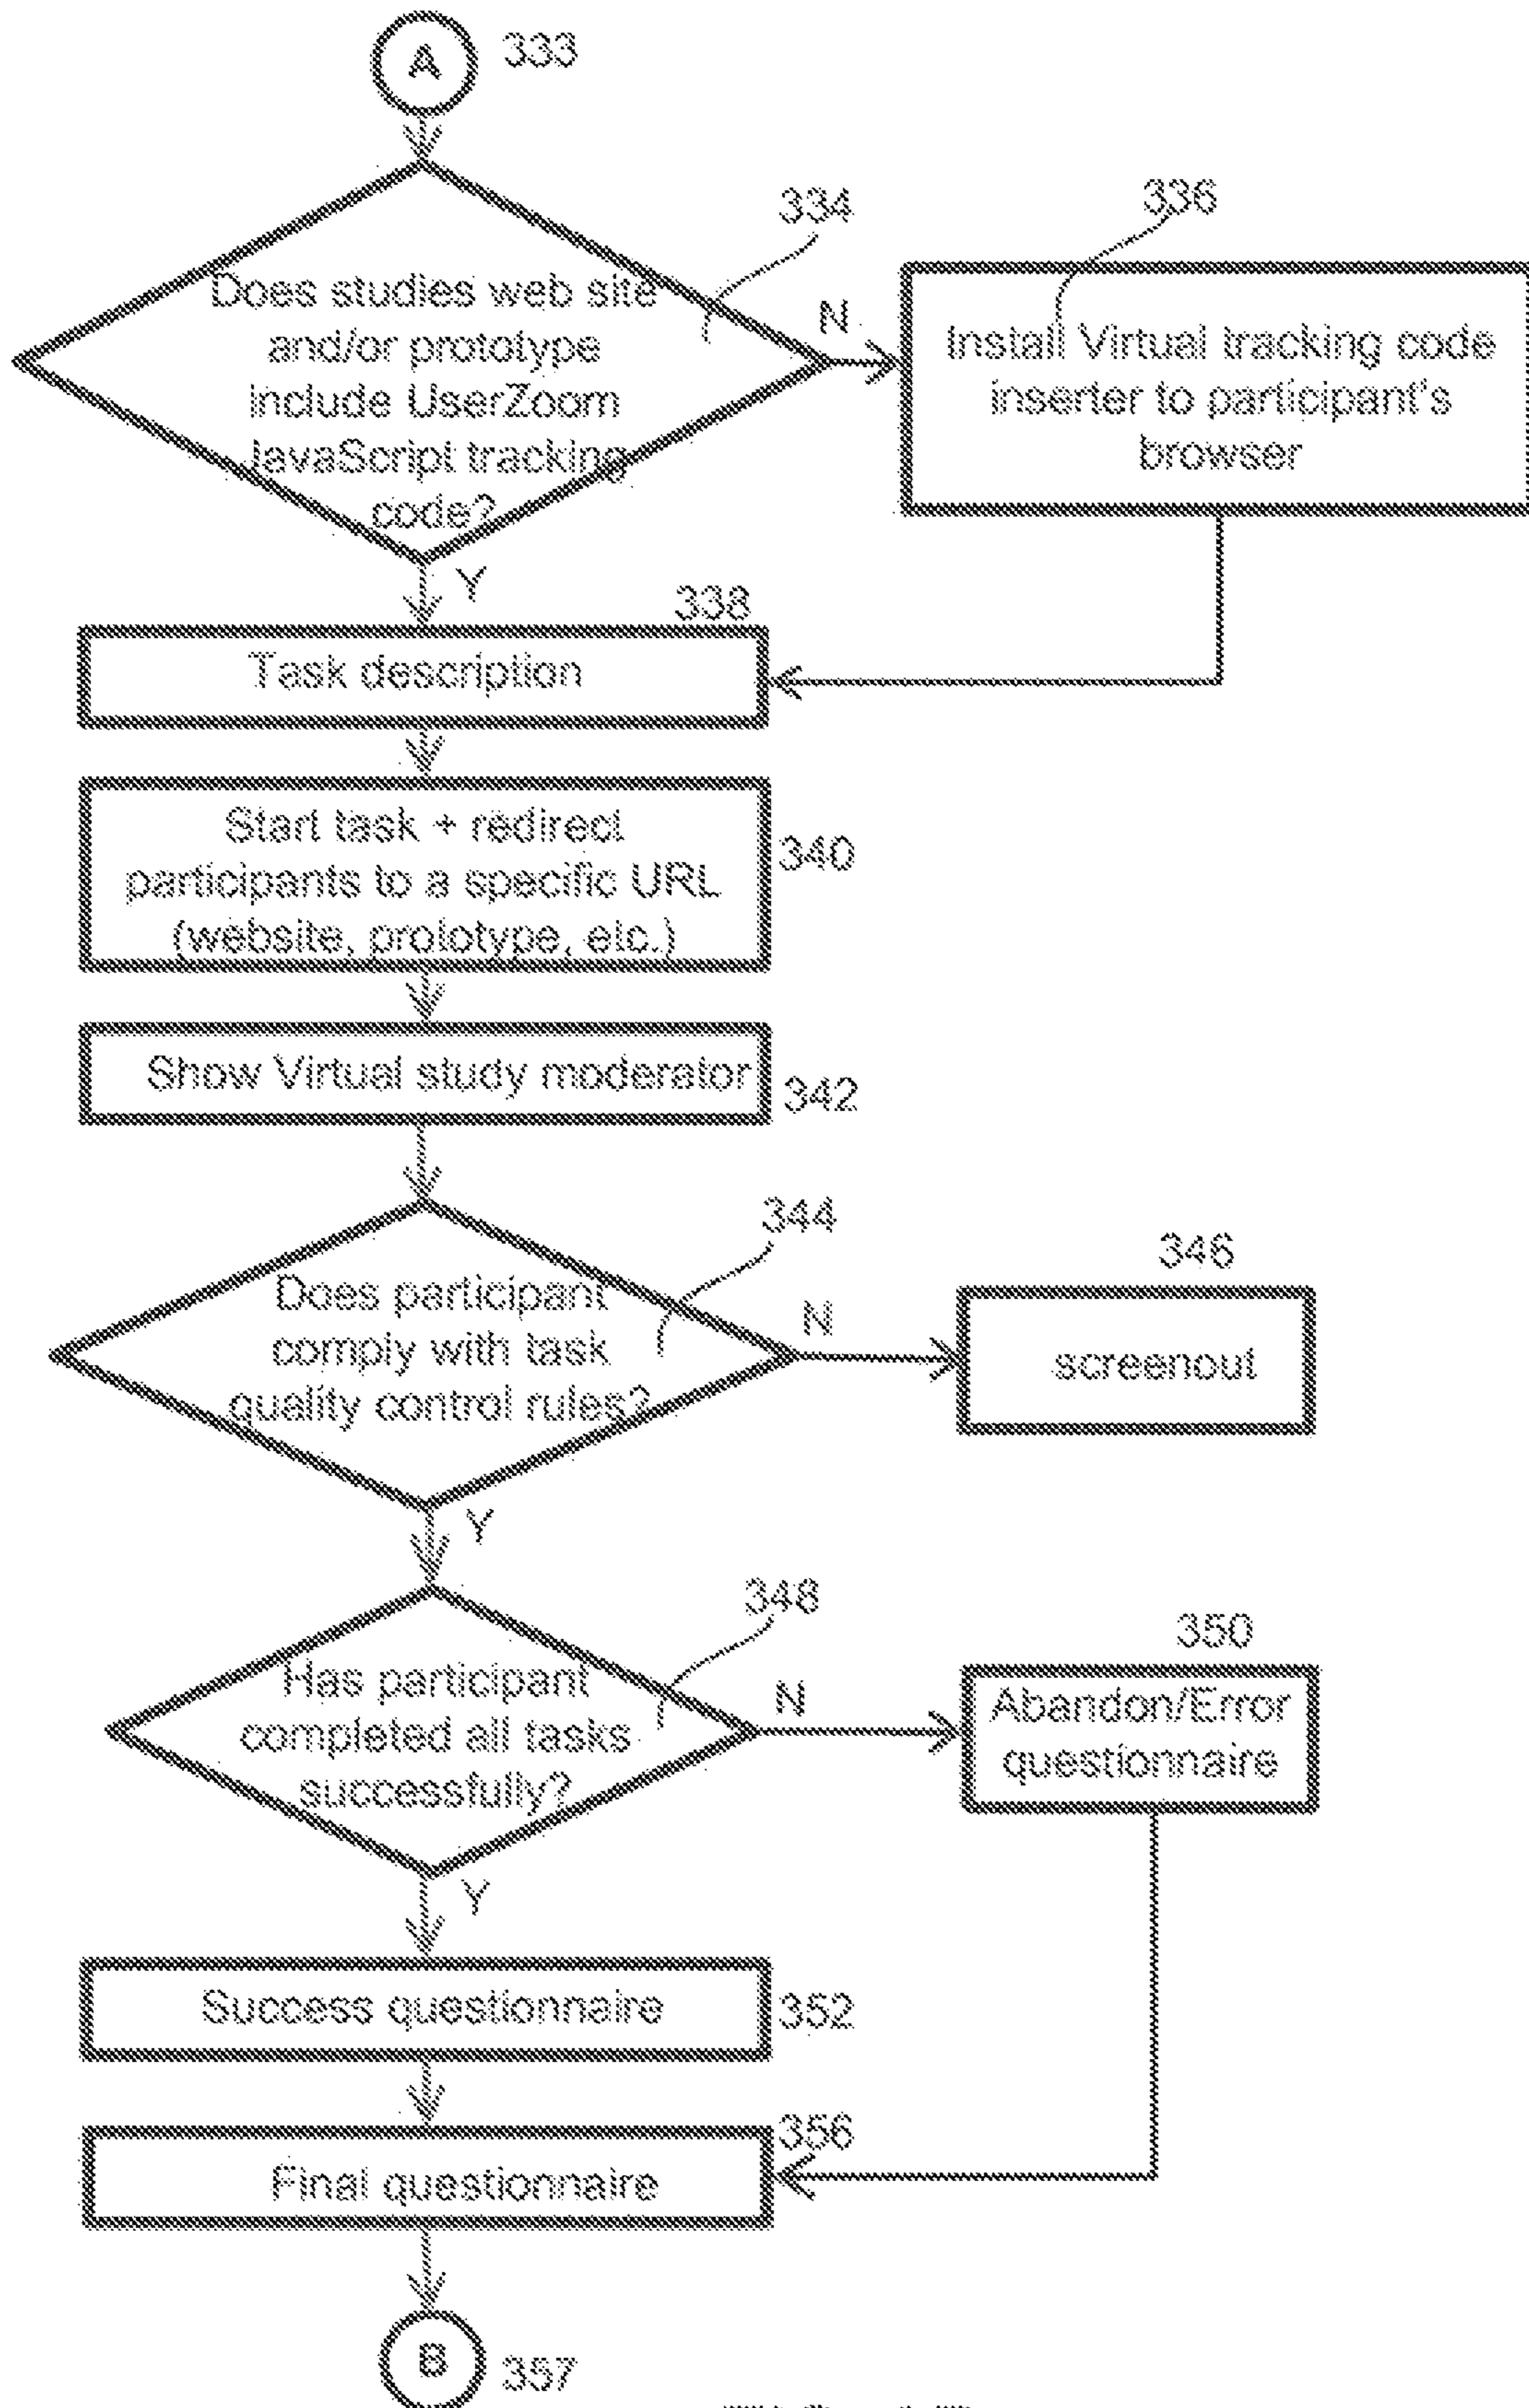 A 333
334
Does studies web site
and/or prototype
include UserZoom
JavaScript tracking
code?
N
336
Install Virtual tracking code
inserter to participant's
browser
Y
338
Task description
Start task + redirect
participants to a specific URL
(website, prototype, etc.)
340
Show Virtual study moderator
342
344
Does participant
comply with task
quality control rules?
N
346
screenout
Y
348
Has participant
completed all tasks
successfully?
N
350
Abandon/Error
questionnaire
Y
Success questionnaire
352
356
Final questionnaire
B 357